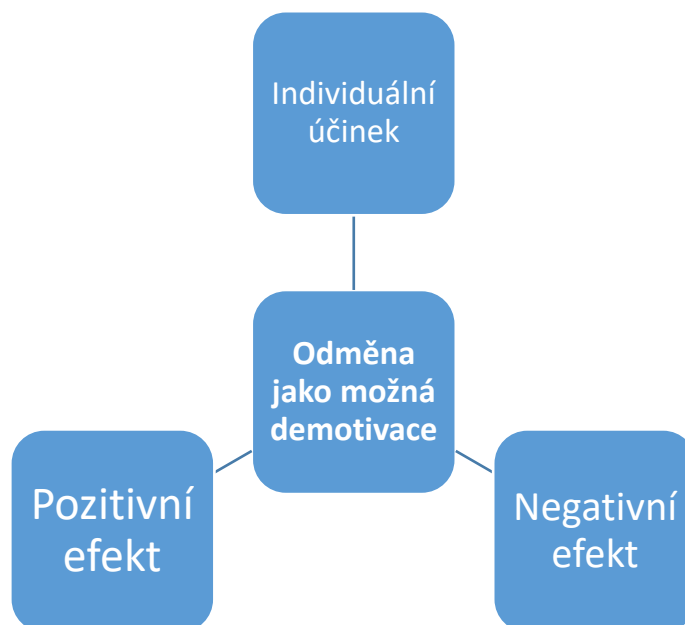 Individuální
účinek
Odměna
jako možná
demotivace
Pozitivní
efekt
Negativní
efekt